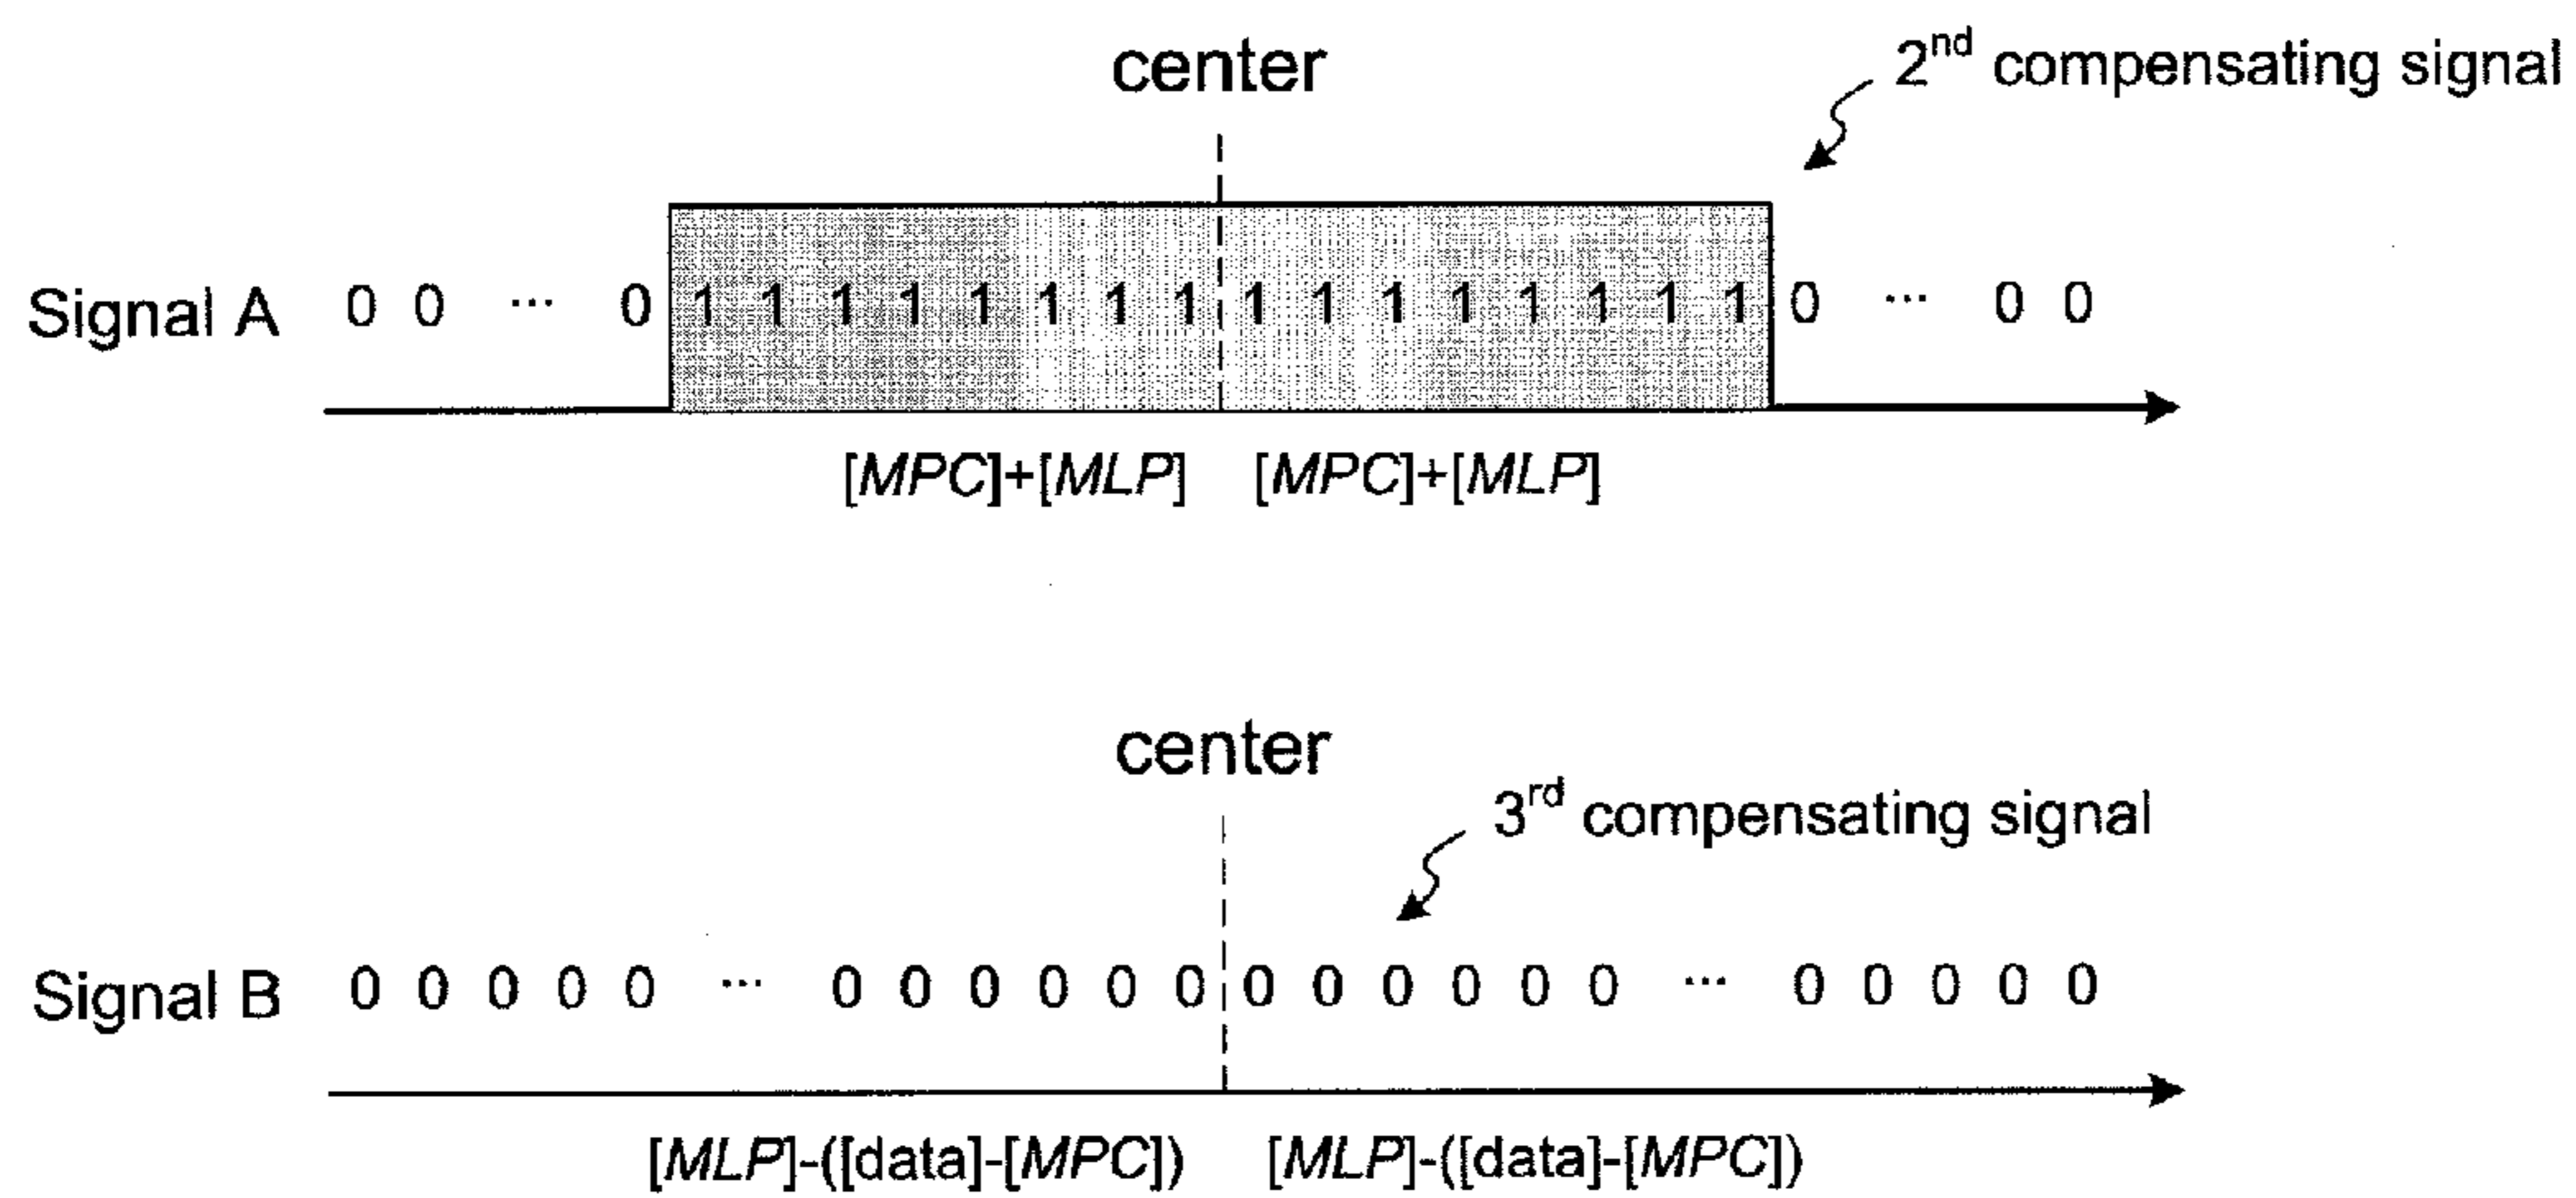 center
2nd compensating signal
Signal A 0 0 ... 0 1 1 1 1 1 1 1 1 1 1 1 1 1 1 1 1 0 ... 0 0
[MPC]+[MLP] [MPC]+[MLP]
center
3rd compensating signal
Signal B 0 0 0 0 0 ... 0 0 0 0 0 0 0 0 0 0 0 0 ... 0 0 0 0 0
[MLP]-([data]-[MPC]) [MLP]-([data]-[MPC])